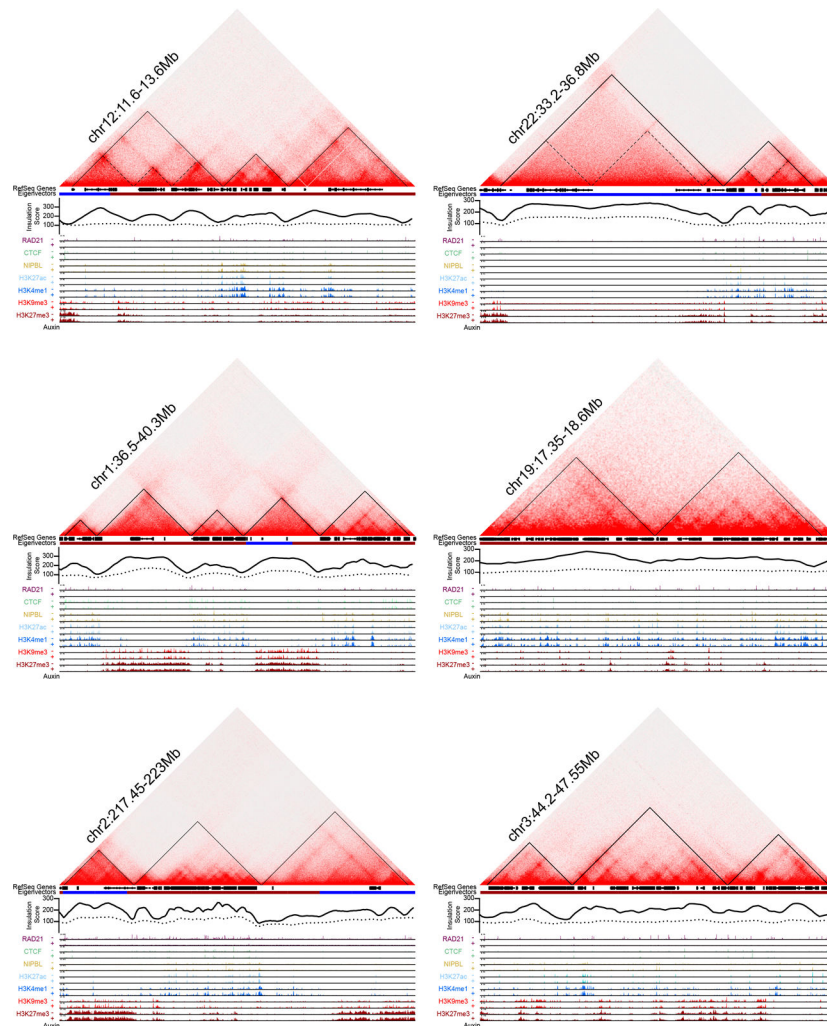 chr12:11.6-13.6Mb
RefSeq Genes
Eigenvectors
Insulation Score
300
200
100
RAD21 - +
CTCF - +
NIPBL - +
H3K27ac - +
H3K4me1 - +
H3K9me3 - +
H3K27me3 - +
Auxin
chr22:33.2-36.8Mb
RefSeq Genes
Eigenvectors
Insulation Score
300
200
100
RAD21 - +
CTCF - +
NIPBL - +
H3K27ac - +
H3K4me1 - +
H3K9me3 - +
H3K27me3 - +
Auxin
chr1:36.5-40.3Mb
RefSeq Genes
Eigenvectors
Insulation Score
300
200
100
RAD21 - +
CTCF - +
NIPBL - +
H3K27ac - +
H3K4me1 - +
H3K9me3 - +
H3K27me3 - +
Auxin
chr19:17.35-18.6Mb
RefSeq Genes
Eigenvectors
Insulation Score
300
200
100
RAD21 - +
CTCF - +
NIPBL - +
H3K27ac - +
H3K4me1 - +
H3K9me3 - +
H3K27me3 - +
Auxin
chr2:217.45-223Mb
RefSeq Genes
Eigenvectors
Insulation Score
300
200
100
RAD21 - +
CTCF - +
NIPBL - +
H3K27ac - +
H3K4me1 - +
H3K9me3 - +
H3K27me3 - +
Auxin
chr3:44.2-47.55Mb
RefSeq Genes
Eigenvectors
Insulation Score
300
200
100
RAD21 - +
CTCF - +
NIPBL - +
H3K27ac - +
H3K4me1 - +
H3K9me3 - +
H3K27me3 - +
Auxin